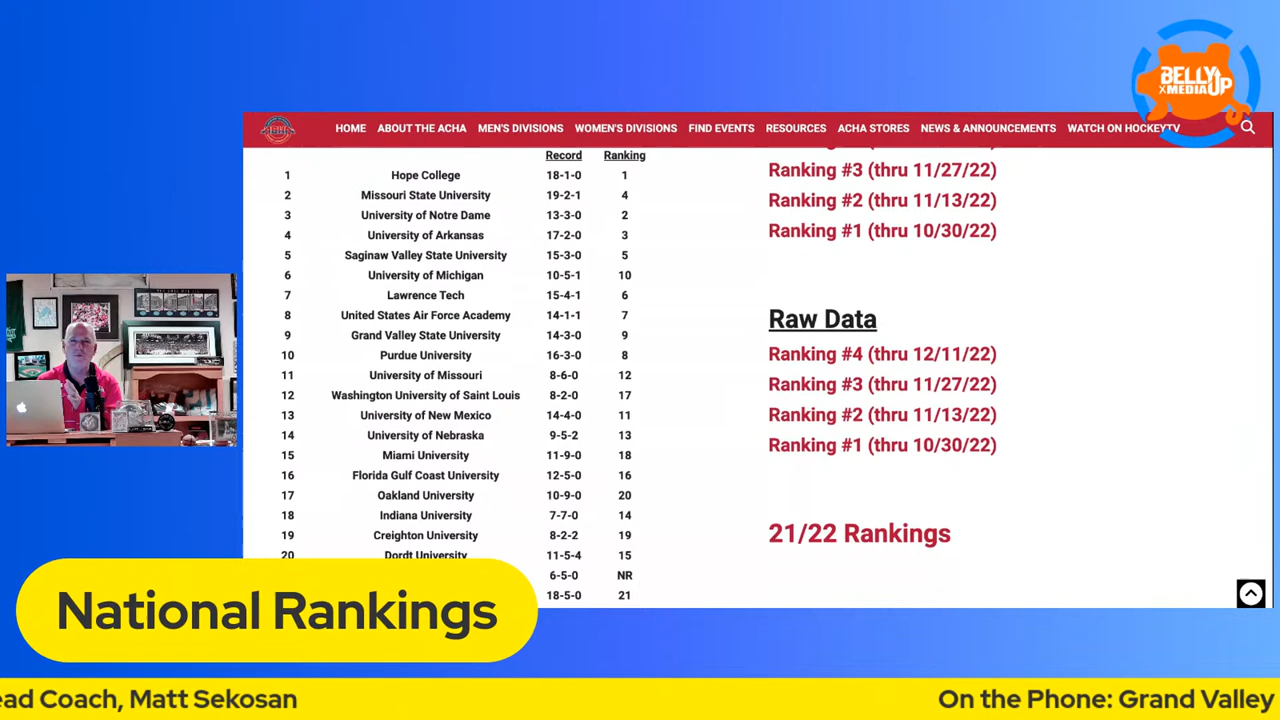 BELLY UP
MEDIA
ACHA
HOME ABOUT THE ACHA MEN'S DIVISIONS WOMEN'S DIVISIONS FIND EVENTS RESOURCES ACHA STORES NEWS & ANNOUNCEMENTS WATCH ON HOCKEYTV
Record Ranking
1 Hope College 18-1-0 1
2 Missouri State University 19-2-1 4
3 University of Notre Dame 13-3-0 2
4 University of Arkansas 17-2-0 3
5 Saginaw Valley State University 15-3-0 5
6 University of Michigan 10-5-1 10
7 Lawrence Tech 15-4-1 6
8 United States Air Force Academy 14-1-1 7
9 Grand Valley State University 14-3-0 9
10 Purdue University 16-3-0 8
11 University of Missouri 8-6-0 12
12 Washington University of Saint Louis 8-2-0 17
13 University of New Mexico 14-4-0 11
14 University of Nebraska 9-5-2 13
15 Miami University 11-9-0 18
16 Florida Gulf Coast University 12-5-0 16
17 Oakland University 10-9-0 20
18 Indiana University 7-7-0 14
19 Creighton University 8-2-2 19
20 Dordt University 11-5-4 15
6-5-0 NR
18-5-0 21
Ranking #3 (thru 11/27/22)
Ranking #2 (thru 11/13/22)
Ranking #1 (thru 10/30/22)
Raw Data
Ranking #4 (thru 12/11/22)
Ranking #3 (thru 11/27/22)
Ranking #2 (thru 11/13/22)
Ranking #1 (thru 10/30/22)
21/22 Rankings
National Rankings
ead Coach, Matt Sekosan
On the Phone: Grand Valley